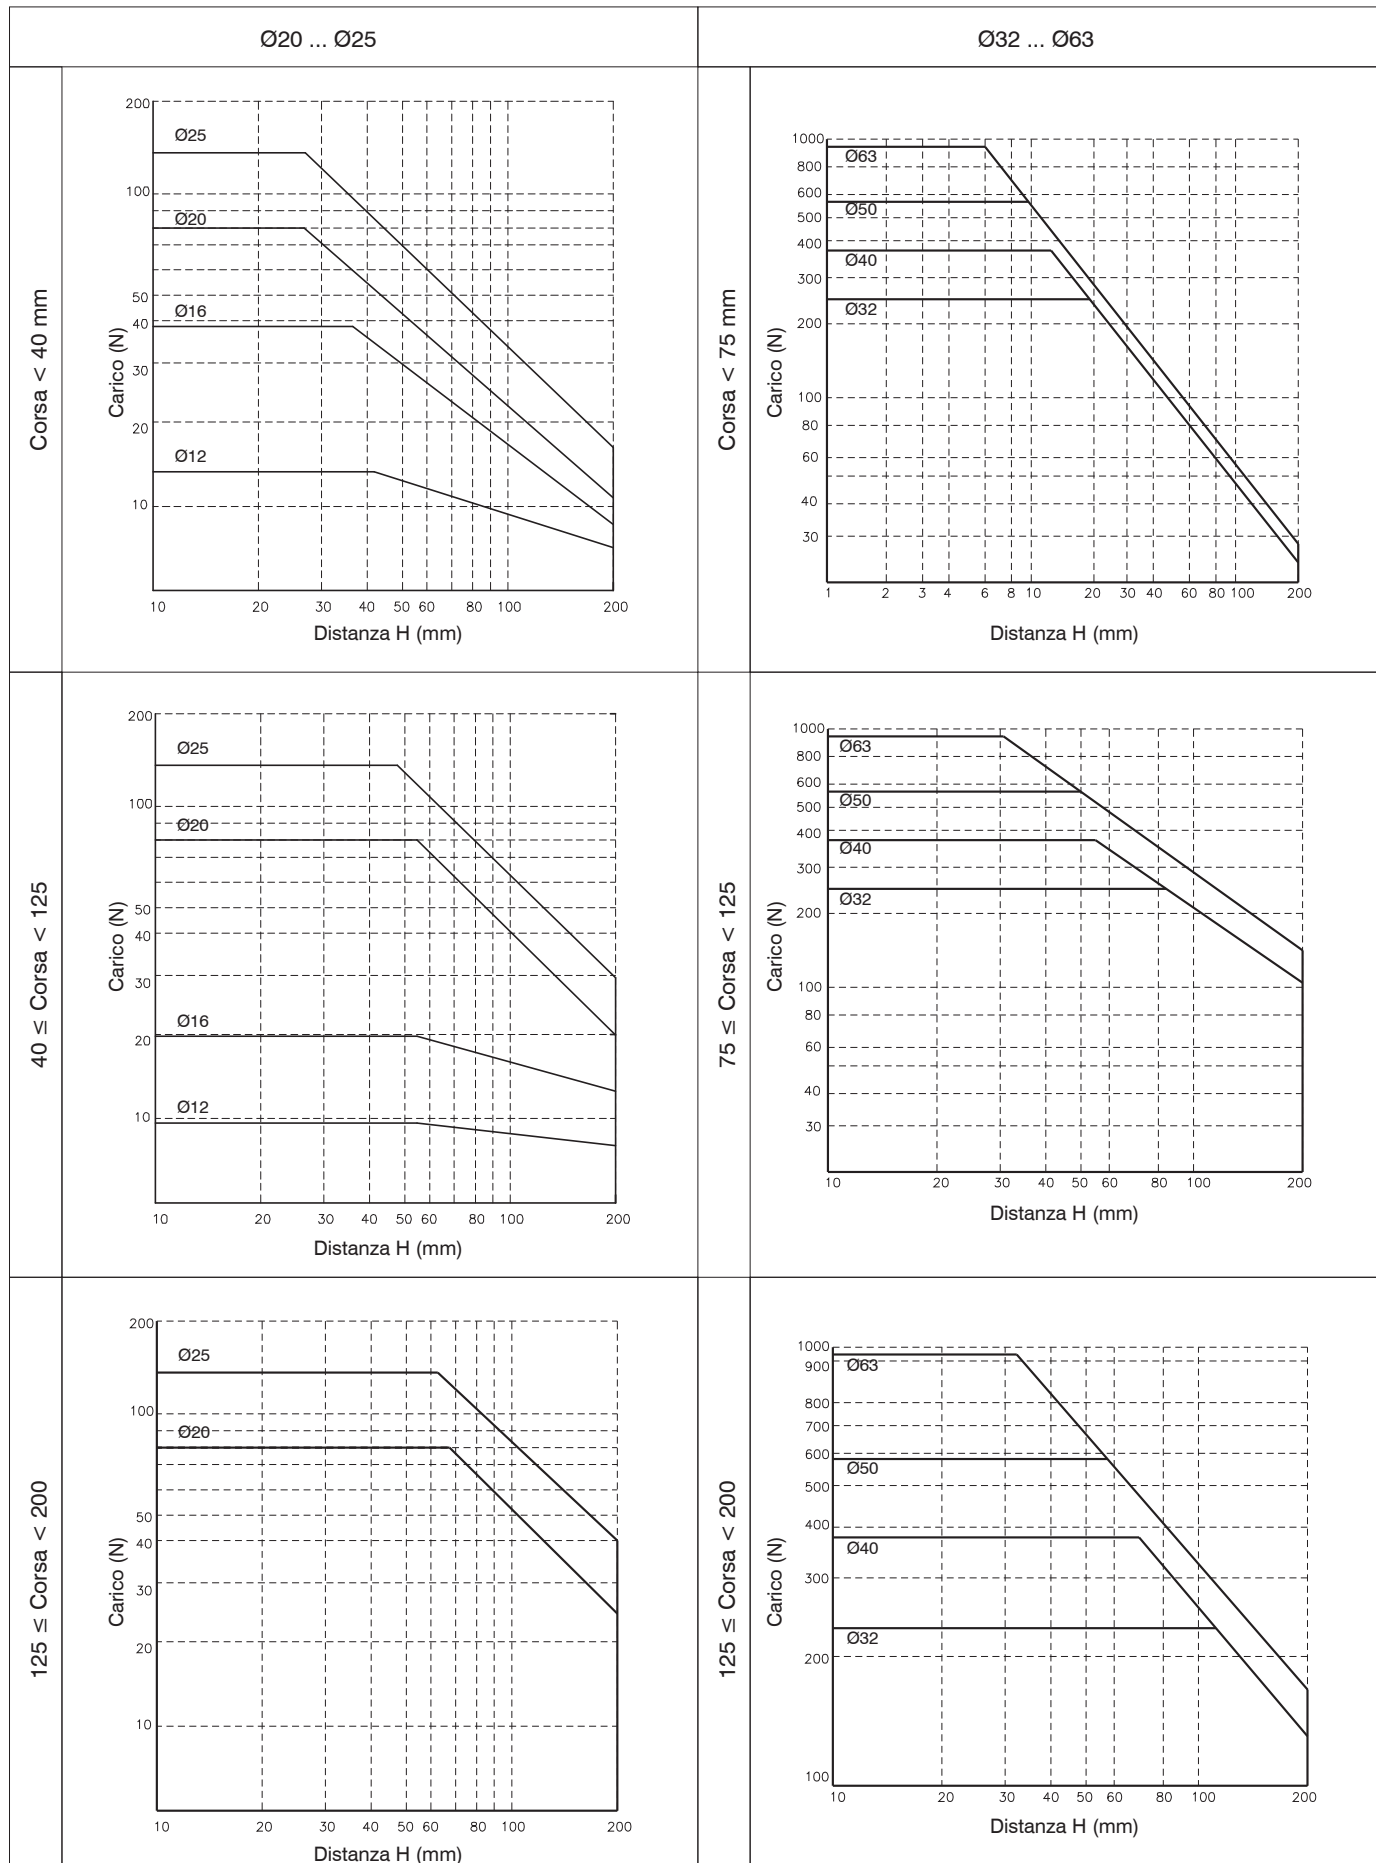 Ø20 ... Ø25
Ø32 ... Ø63
Corsa < 40 mm
Carico (N)
200
100
50
40
30
20
10
Ø25
Ø20
Ø16
Ø12
10 20 30 40 50 60 100 200
Distanza H (mm)
Corsa < 75 mm
Carico (N)
1000
800
600
500
400
300
200
100
80
60
40
30
Ø63
Ø50
Ø40
Ø32
1 2 3 4 6 8 10 20 30 40 60 80 100 200
Distanza H (mm)
40 ≤ Corsa < 125
Carico (N)
200
100
50
40
30
20
10
Ø25
Ø20
Ø16
Ø12
10 20 30 40 50 60 80 100 200
Distanza H (mm)
75 ≤ Corsa < 125
Carico (N)
1000
800
600
500
400
300
200
100
80
60
40
30
Ø63
Ø50
Ø40
Ø32
10 20 30 40 50 60 80 100 200
Distanza H (mm)
125 ≤ Corsa < 200
Carico (N)
200
100
50
40
30
20
10
Ø25
Ø20
10 20 30 40 50 60 80 100 200
Distanza H (mm)
125 ≤ Corsa < 200
Carico (N)
1000
900
800
700
600
500
400
300
200
100
Ø63
Ø50
Ø40
Ø32
10 20 30 40 50 60 80 100 200
Distanza H (mm)